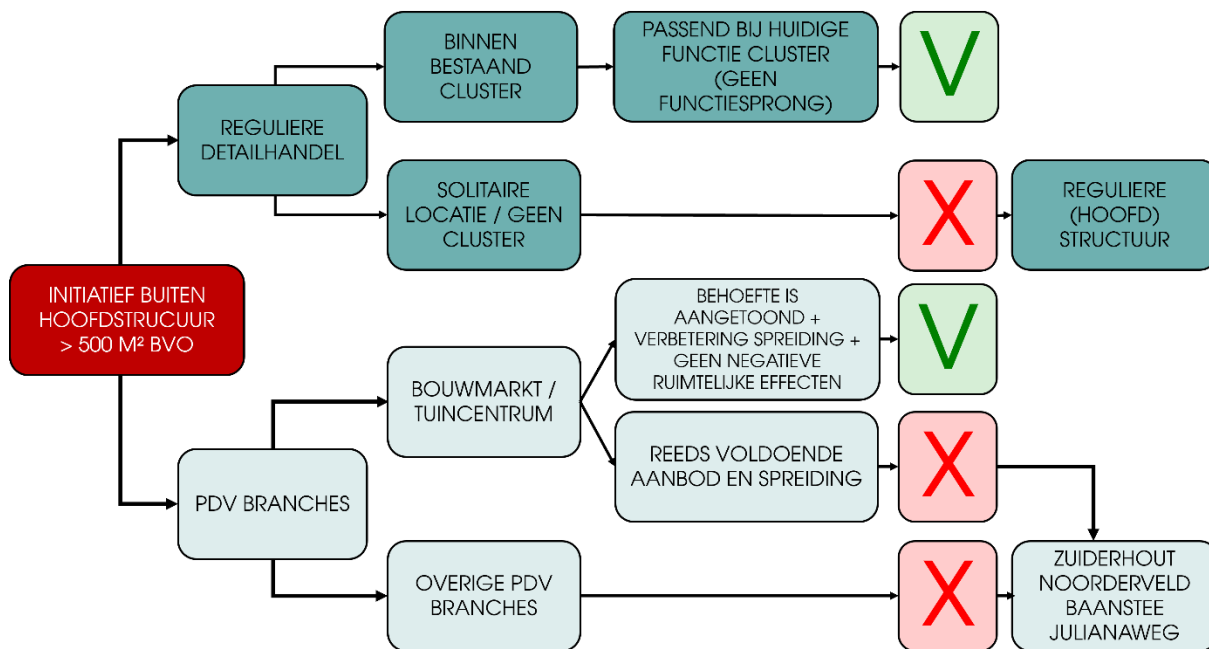 BINNEN
BESTAAND
CLUSTER
PASSEND BIJ HUIDIGE
FUNCTIE CLUSTER
(GEEN
FUNCTIESPRONG)
V
REGULIERE
DETAILHANDEL
SOLITAIRE
LOCATIE / GEEN
CLUSTER
X
REGULIERE
(HOOFD)
STRUCTUUR
INITIATIEF BUITEN
HOOFDSTRUCUUR
> 500 M² BVO
BEHOEFTE IS
AANGETOOND +
VERBETERING SPREIDING +
GEEN NEGATIEVE
RUIMTELIJKE EFFECTEN
V
BOUWMARKT /
TUINCENTRUM
REEDS VOLDOENDE
AANBOD EN SPREIDING
X
PDV BRANCHES
OVERIGE PDV
BRANCHES
X
ZUIDERHOUT
NOORDERVELD
BAANSTEE
JULIANAWEG